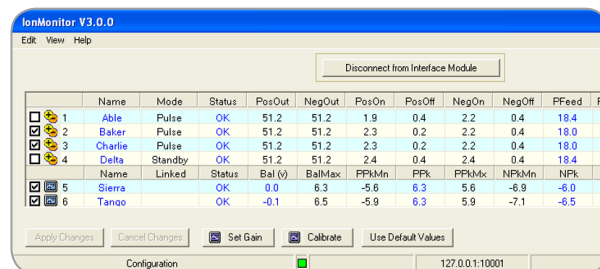 IonMonitor V3.0.0
Edit View Help
Disconnect from Interface Module
Name Mode Status PosOut NegOut PosOn PosOff NegOn NegOff PFeed
1 Able Pulse OK 51.2 51.2 1.9 0.4 2.2 0.4 18.4
2 Baker Pulse OK 51.2 51.2 2.3 0.2 2.2 0.4 18.0
3 Charlie Pulse OK 51.2 51.2 2.3 0.2 2.2 0.4 18.0
4 Delta Standby OK 51.2 51.2 2.4 0.4 2.4 0.4 18.4
Name Linked Status Bal (v) BalMax PPkMn PPk PPkMx NPkMn NPk
5 Sierra OK 0.0 6.3 -5.6 6.3 5.6 -6.9 -6.0
6 Tango OK -0.1 6.5 -5.9 6.3 5.9 -7.1 -6.5
Apply Changes Cancel Changes Set Gain Calibrate Use Default Values
Configuration 127.0.0.1:10001